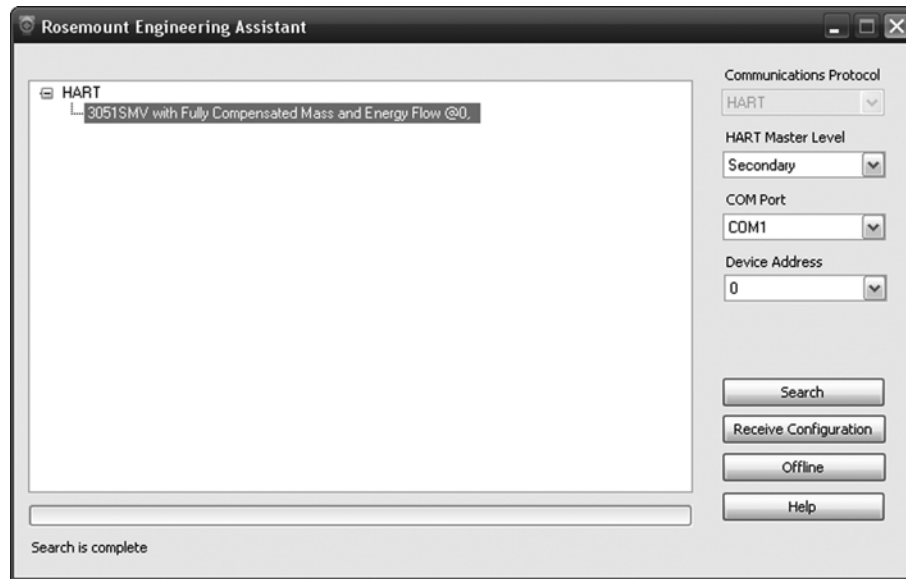 Rosemount Engineering Assistant
HART
3051SMV with Fully Compensated Mass and Energy Flow @0,
Communications Protocol
HART
HART Master Level
Secondary
COM Port
COM1
Device Address
0
Search
Receive Configuration
Offline
Help
Search is complete